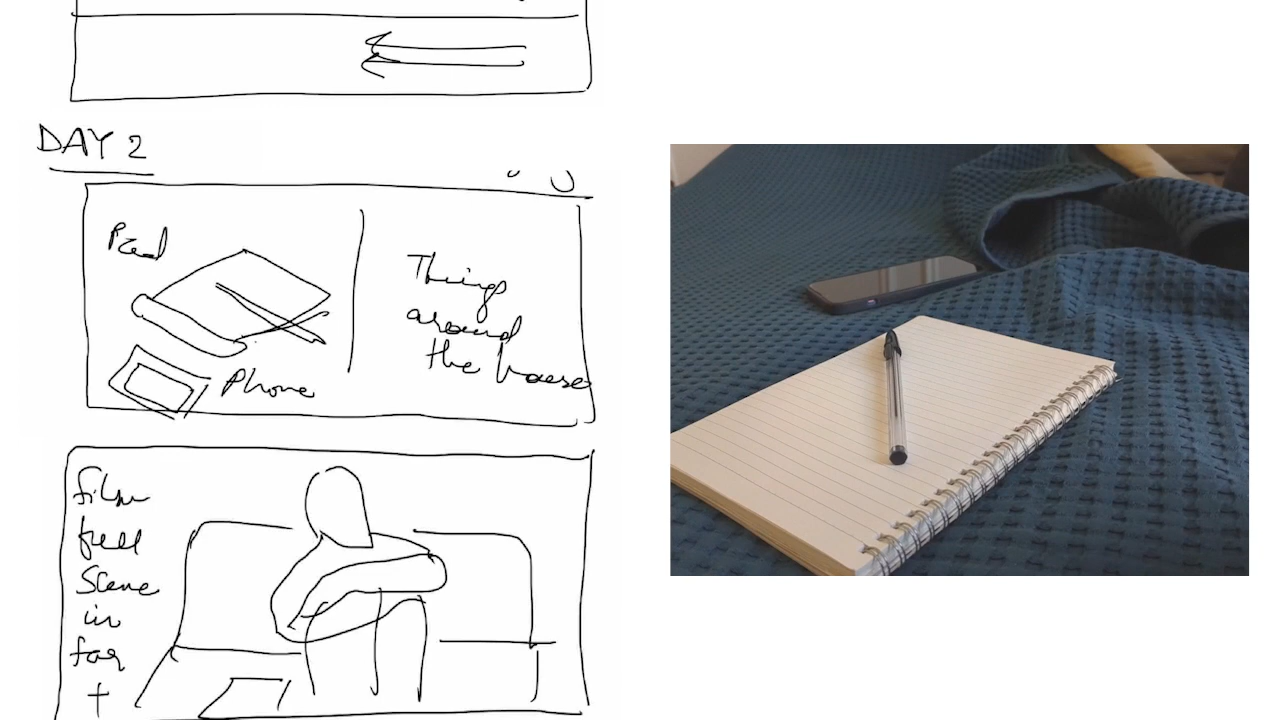 DAY 2
Pad
Things
around
the house
Phone
film
full
Scene
in
far
+